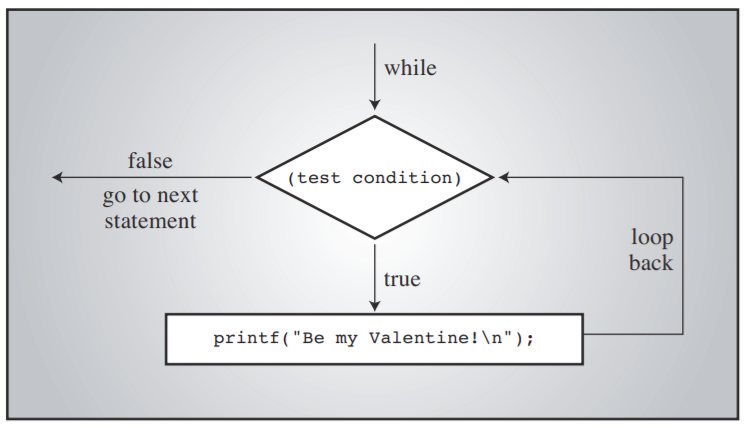 while
false
(test condition)
go to next
statement
loop
back
true
printf("Be my Valentine!\n");